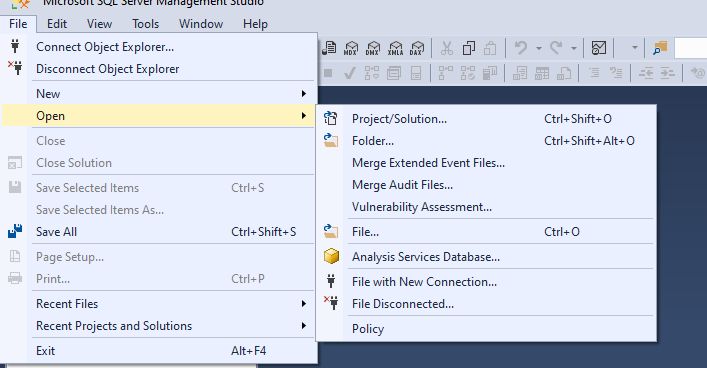 Microsoft SQL Server Management Studio
File Edit View Tools Window Help
Connect Object Explorer...
Disconnect Object Explorer
New
Open
Close
Close Solution
Save Selected Items Ctrl+S
Save Selected Items As...
Save All Ctrl+Shift+S
Page Setup...
Print... Ctrl+P
Recent Files
Recent Projects and Solutions
Exit Alt+F4
MDX DMX XMLA DAX
Project/Solution... Ctrl+Shift+O
Folder... Ctrl+Shift+Alt+O
Merge Extended Event Files...
Merge Audit Files...
Vulnerability Assessment...
File... Ctrl+O
Analysis Services Database...
File with New Connection...
File Disconnected...
Policy